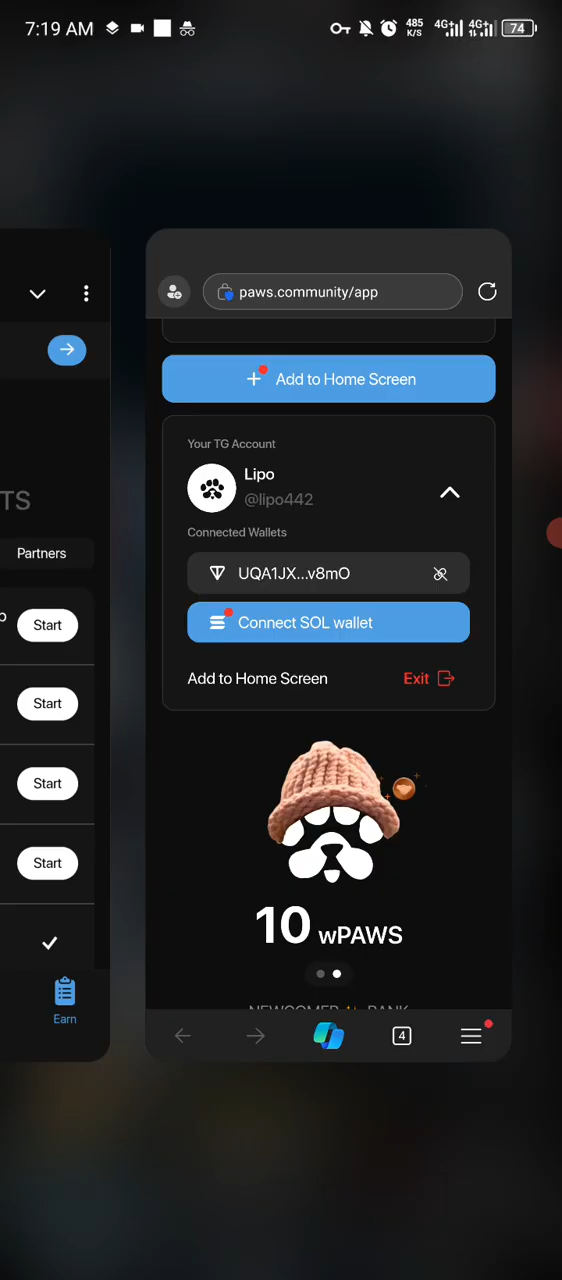 7:19 AM
485
K/S
4G+
4G+
74
paws.community/app
Add to Home Screen
Your TG Account
Lipo
@lipo442
Connected Wallets
UQA1JX...v8mO
Connect SOL wallet
Add to Home Screen
Exit
10 wPAWS
4
TS
Partners
Start
Start
Start
Start
Earn